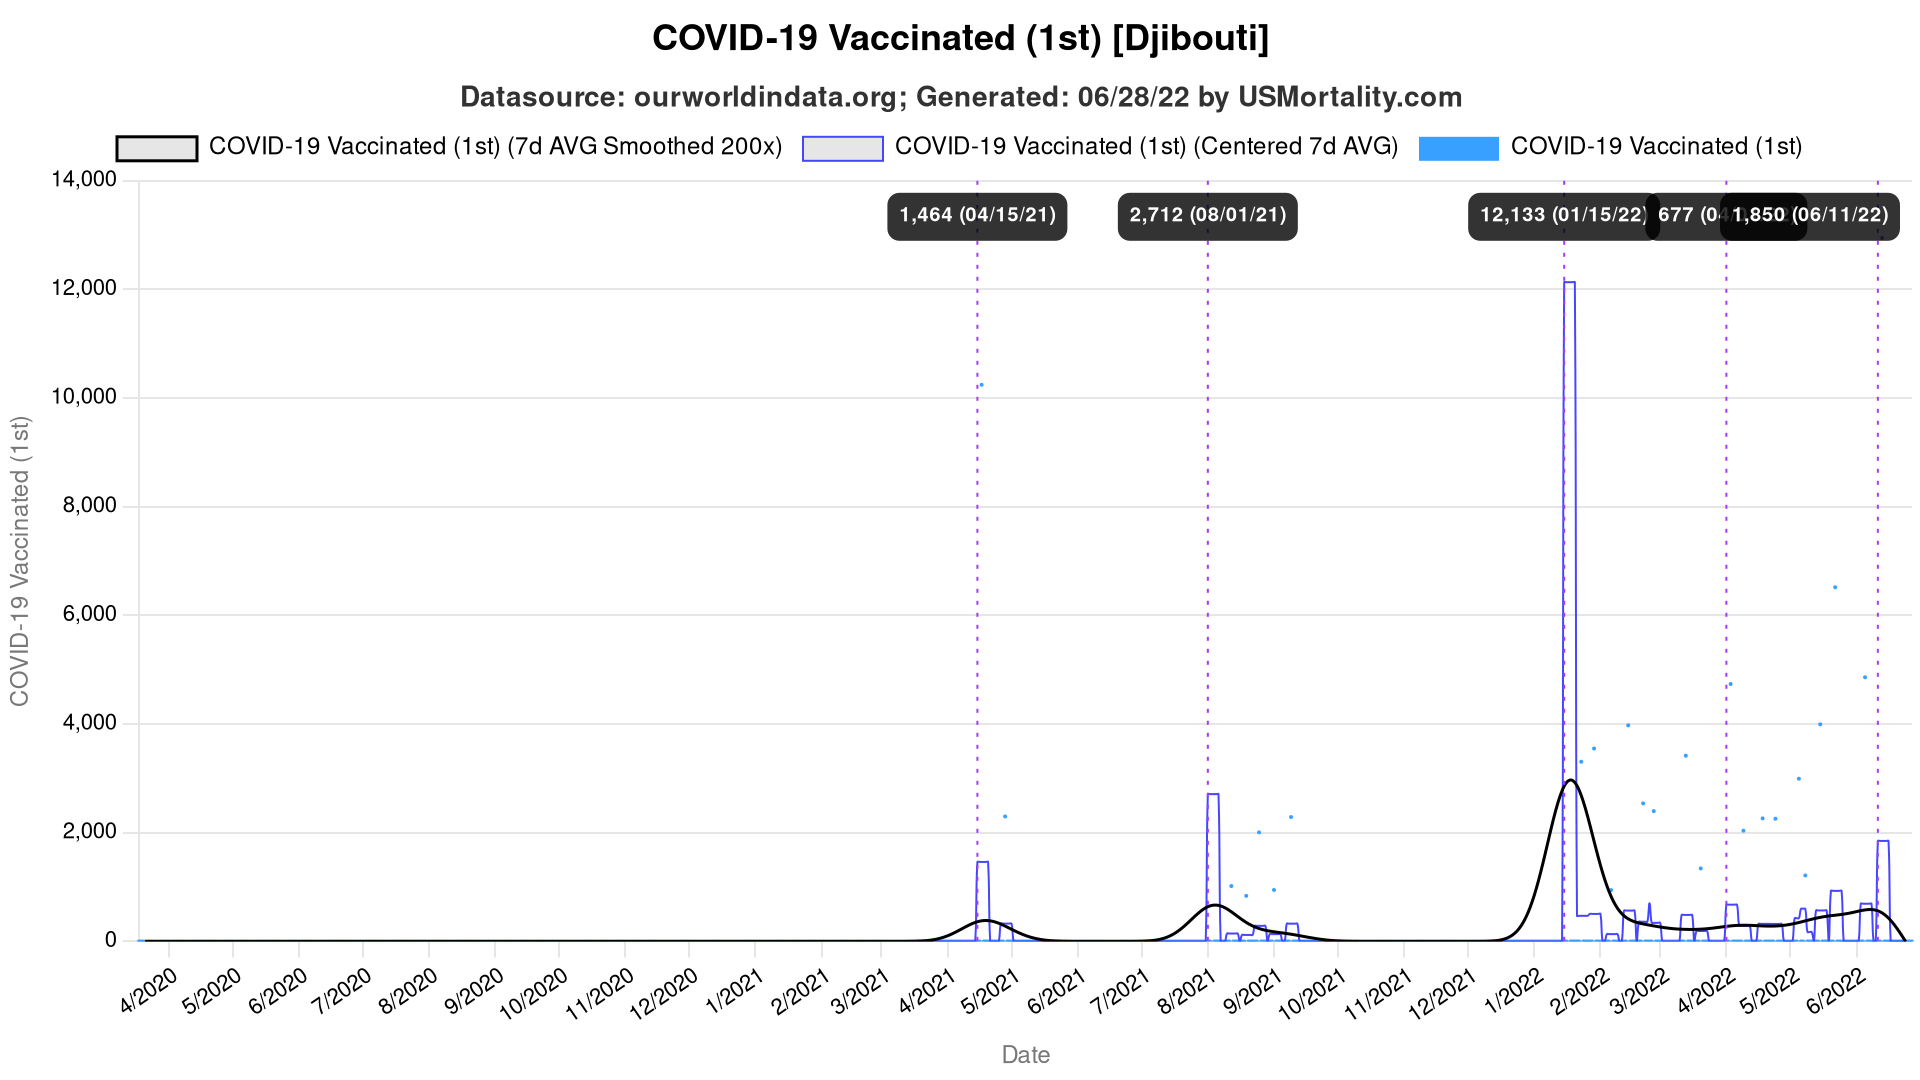 COVID-19 Vaccinated (1st) [Djibouti]
Datasource: ourworldindata.org; Generated: 06/28/22 by USMortality.com
COVID-19 Vaccinated (1st) (7d AVG Smoothed 200x) COVID-19 Vaccinated (1st) (Centered 7d AVG) COVID-19 Vaccinated (1st)
14,000
1,464 (04/15/21) 2,712 (08/01/21) 12,133 (01/15/22) 677 1,850 (06/11/22)
12,000
10,000
8,000
6,000
4,000
2,000
0
COVID-19 Vaccinated (1st)
4/2020 5/2020 6/2020 7/2020 8/2020 9/2020 10/2020 11/2020 12/2020 1/2021 2/2021 3/2021 4/2021 5/2021 6/2021 7/2021 8/2021 9/2021 10/2021 11/2021 12/2021 1/2022 2/2022 3/2022 4/2022 5/2022 6/2022
Date